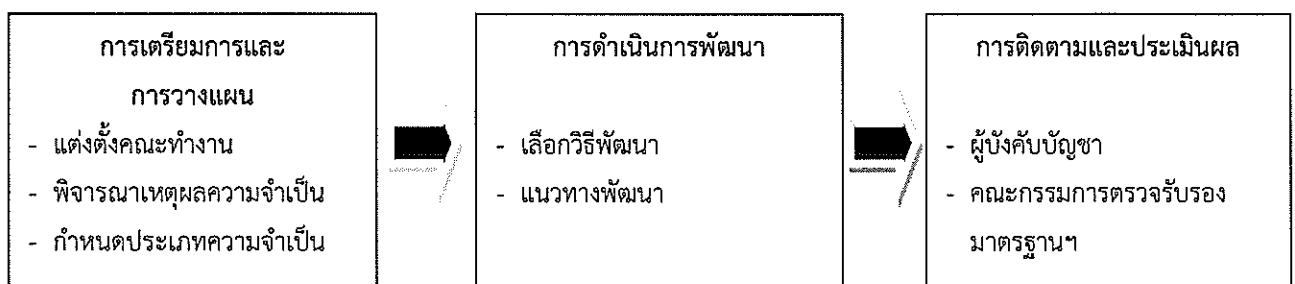 การเตรียมการและ
การวางแผน
- แต่งตั้งคณะทำงาน
- พิจารณาเหตุผลความจำเป็น
- กำหนดประเภทความจำเป็น
การดำเนินการพัฒนา
- เลือกวิธีพัฒนา
- แนวทางพัฒนา
การติดตามและประเมินผล
- ผู้บังคับบัญชา
- คณะกรรมการตรวจรับรอง
มาตรฐานฯ